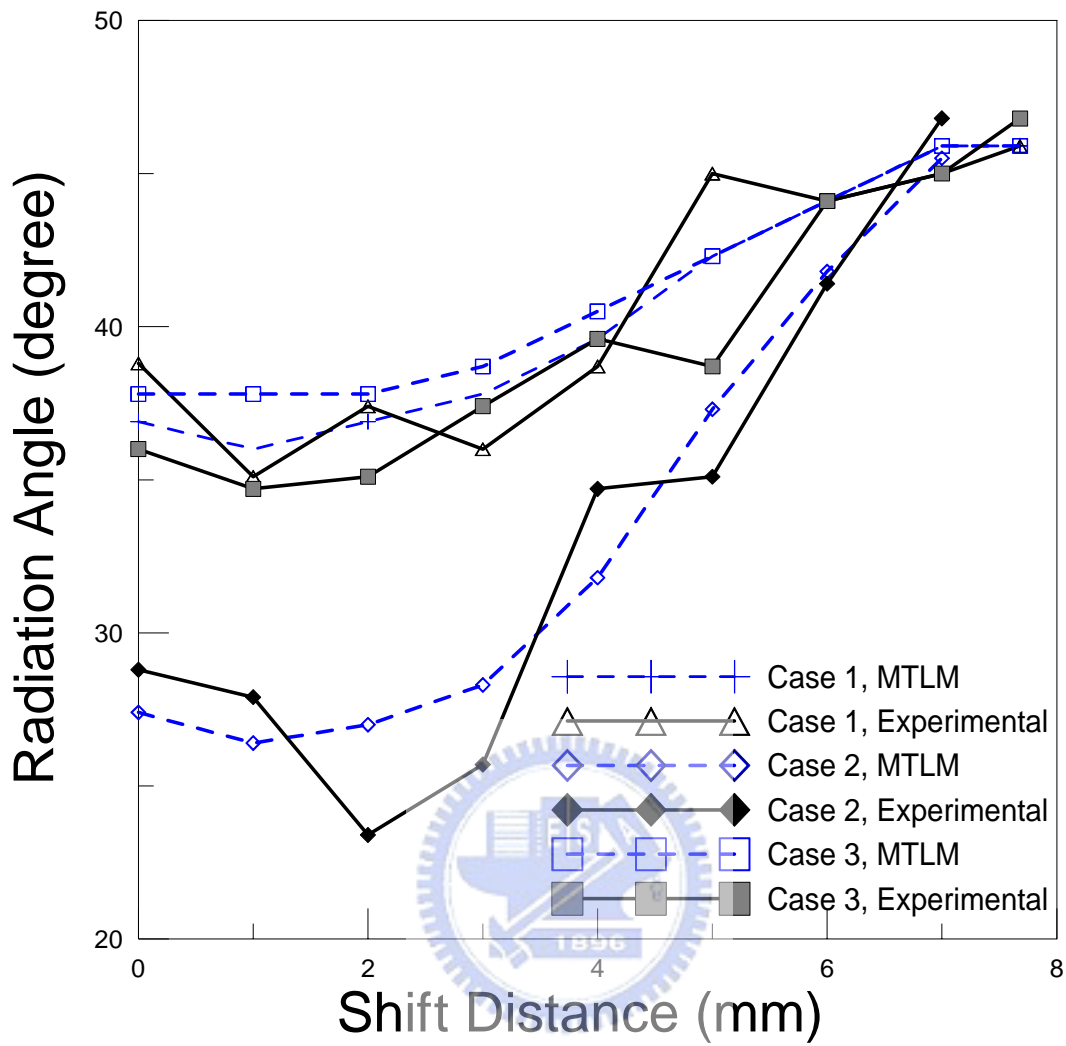 50
40
30
20
0
2
4
6
8
Radiation Angle (degree)
Shift Distance (mm)
Case 1, MTLM
Case 1, Experimental
Case 2, MTLM
Case 2, Experimental
Case 3, MTLM
Case 3, Experimental
1896